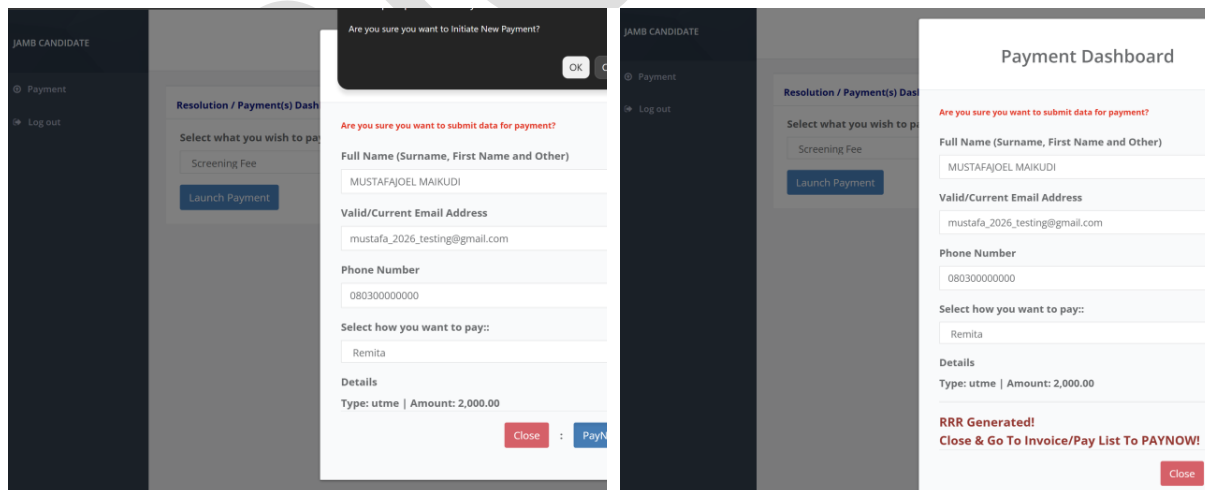 JAMB CANDIDATE
Payment
Log out
Resolution / Payment(s) Dash
Select what you wish to pay
Screening Fee
Launch Payment
Are you sure you want to Initiate New Payment?
OK
Are you sure you want to submit data for payment?
Full Name (Surname, First Name and Other)
MUSTAFAJOEL MAIKUDI
Valid/Current Email Address
mustafa_2026_testing@gmail.com
Phone Number
080300000000
Select how you want to pay::
Remita
Details
Type: utme | Amount: 2,000.00
Close : PayN
JAMB CANDIDATE
Payment
Log out
Resolution / Payment(s) Das
Select what you wish to pa
Screening Fee
Launch Payment
Payment Dashboard
Are you sure you want to submit data for payment?
Full Name (Surname, First Name and Other)
MUSTAFAJOEL MAIKUDI
Valid/Current Email Address
mustafa_2026_testing@gmail.com
Phone Number
080300000000
Select how you want to pay::
Remita
Details
Type: utme | Amount: 2,000.00
RRR Generated!
Close & Go To Invoice/Pay List To PAYNOW!
Close